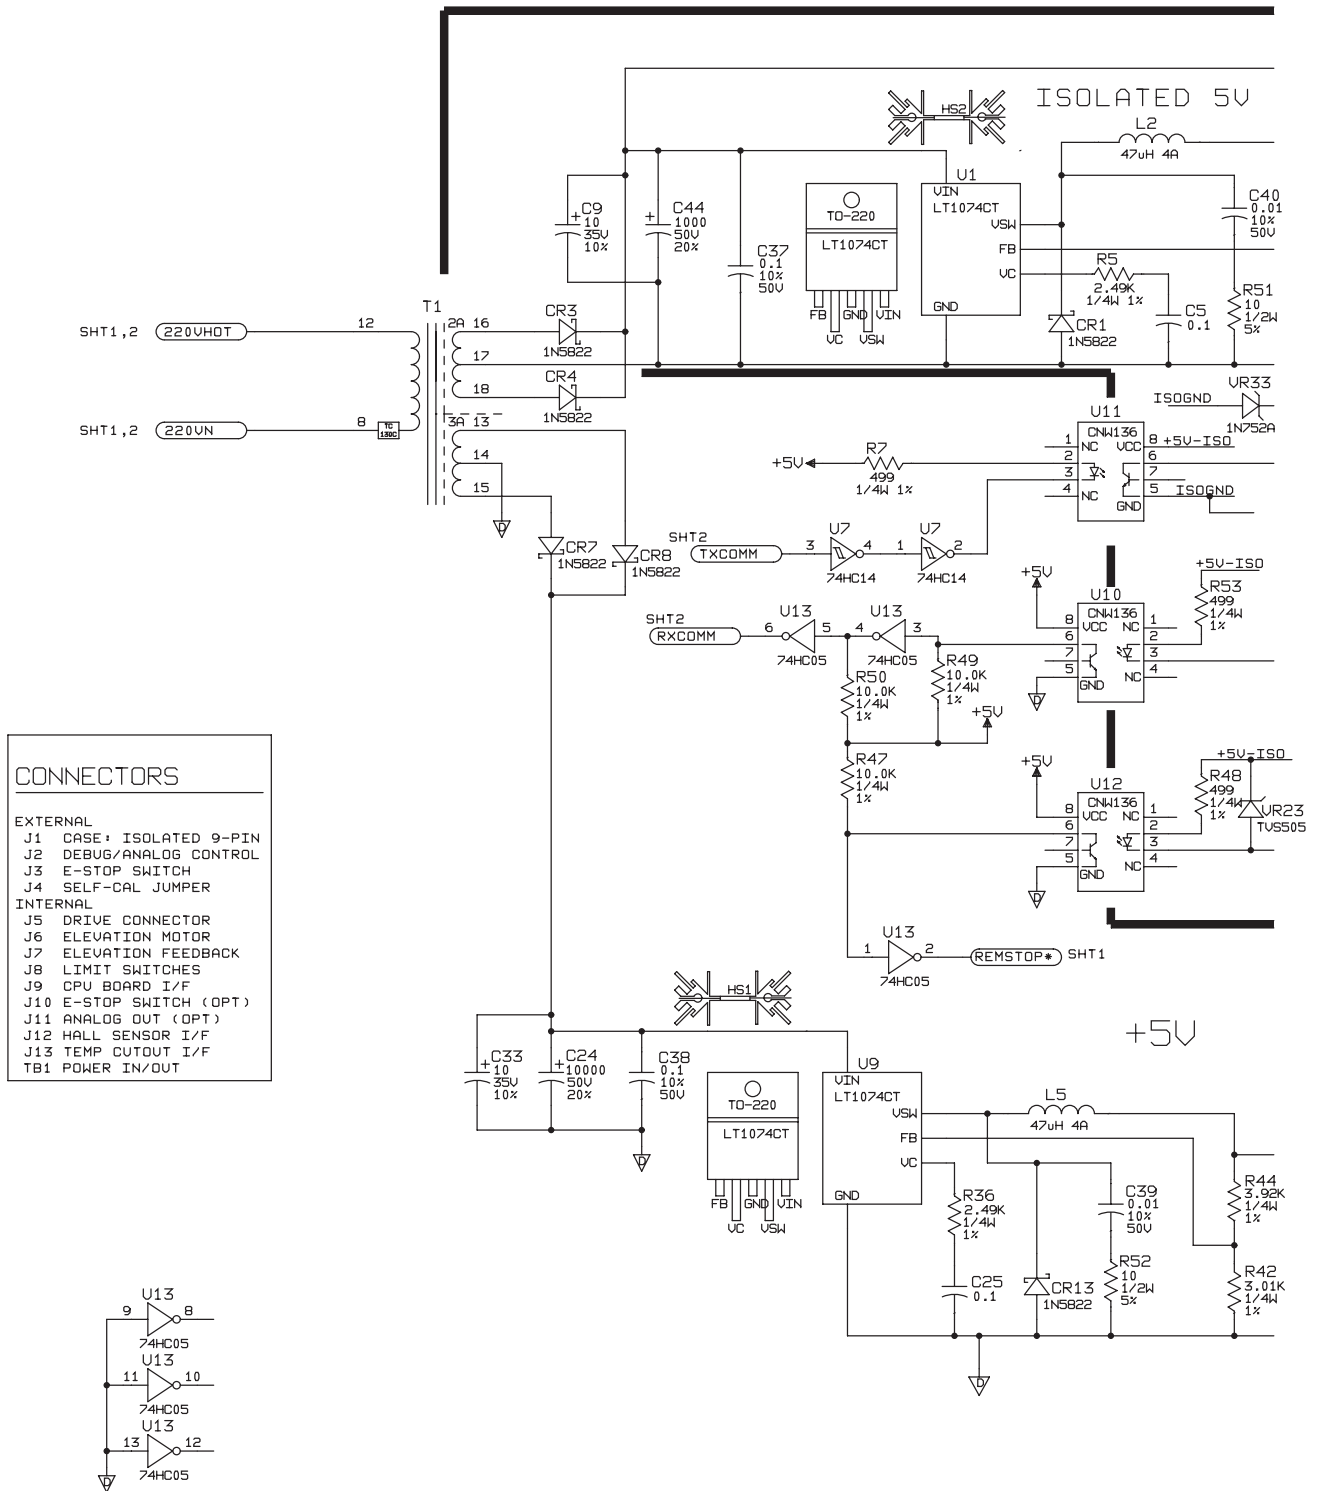 ISOLATED 5V
HS2
L2
47uH 4A
U1
VIN
LT1074CT
VSW
FB
VC
GND
TO-220
LT1074CT
FB GND VIN
VC VSW
C9
10
35V
10%
C44
1000
50V
20%
C37
0.1
10%
50V
C40
0.01
10%
50V
R5
2.49K
1/4W 1%
C5
0.1
R51
10
1/2W
5%
CR1
1N5822
T1
SHT1,2 220VHOT 12
SHT1,2 220VN 8
TC
130C
2A 16
17
18
3A 13
14
15
CR3
1N5822
CR4
1N5822
D
CR7
1N5822
CR8
1N5822
VR33
ISOGND
1N752A
U11
CNW136
1 NC VCC 8 +5V-ISO
2 6
3 7
4 NC 5 ISOGND
GND
+5V
R7
499
1/4W 1%
SHT2
TXCOMM
3 U7 4
74HC14
1 U7 2
74HC14
SHT2
RXCOMM
6 U13 5
74HC05
4 U13 3
74HC05
R50
10.0K
1/4W
1%
R49
10.0K
1/4W
1%
+5V
R47
10.0K
1/4W
1%
+5V
U10
CNW136
8 VCC NC 1
6 2
7 3
5 GND NC 4
D
+5V-ISO
R53
499
1/4W
1%
+5V
U12
CNW136
8 VCC NC 1
6 2
7 3
5 GND NC 4
D
+5V-ISO
R48
499
1/4W
1%
VR23
TVS505
1 U13 2
74HC05
REMSTOP* SHT1
CONNECTORS
EXTERNAL
J1 CASE: ISOLATED 9-PIN
J2 DEBUG/ANALOG CONTROL
J3 E-STOP SWITCH
J4 SELF-CAL JUMPER
INTERNAL
J5 DRIVE CONNECTOR
J6 ELEVATION MOTOR
J7 ELEVATION FEEDBACK
J8 LIMIT SWITCHES
J9 CPU BOARD I/F
J10 E-STOP SWITCH (OPT)
J11 ANALOG OUT (OPT)
J12 HALL SENSOR I/F
J13 TEMP CUTOUT I/F
TB1 POWER IN/OUT
HS1
+5V
C33
10
35V
10%
C24
10000
50V
20%
C38
0.1
10%
50V
D
TO-220
LT1074CT
FB GND VIN
VC VSW
U9
VIN
LT1074CT
VSW
FB
VC
GND
L5
47uH 4A
R36
2.49K
1/4W
1%
C25
0.1
CR13
1N5822
C39
0.01
10%
50V
R52
10
1/2W
5%
R44
3.92K
1/4W
1%
R42
3.01K
1/4W
1%
D
U13
9 8
74HC05
U13
11 10
74HC05
U13
13 12
74HC05
D